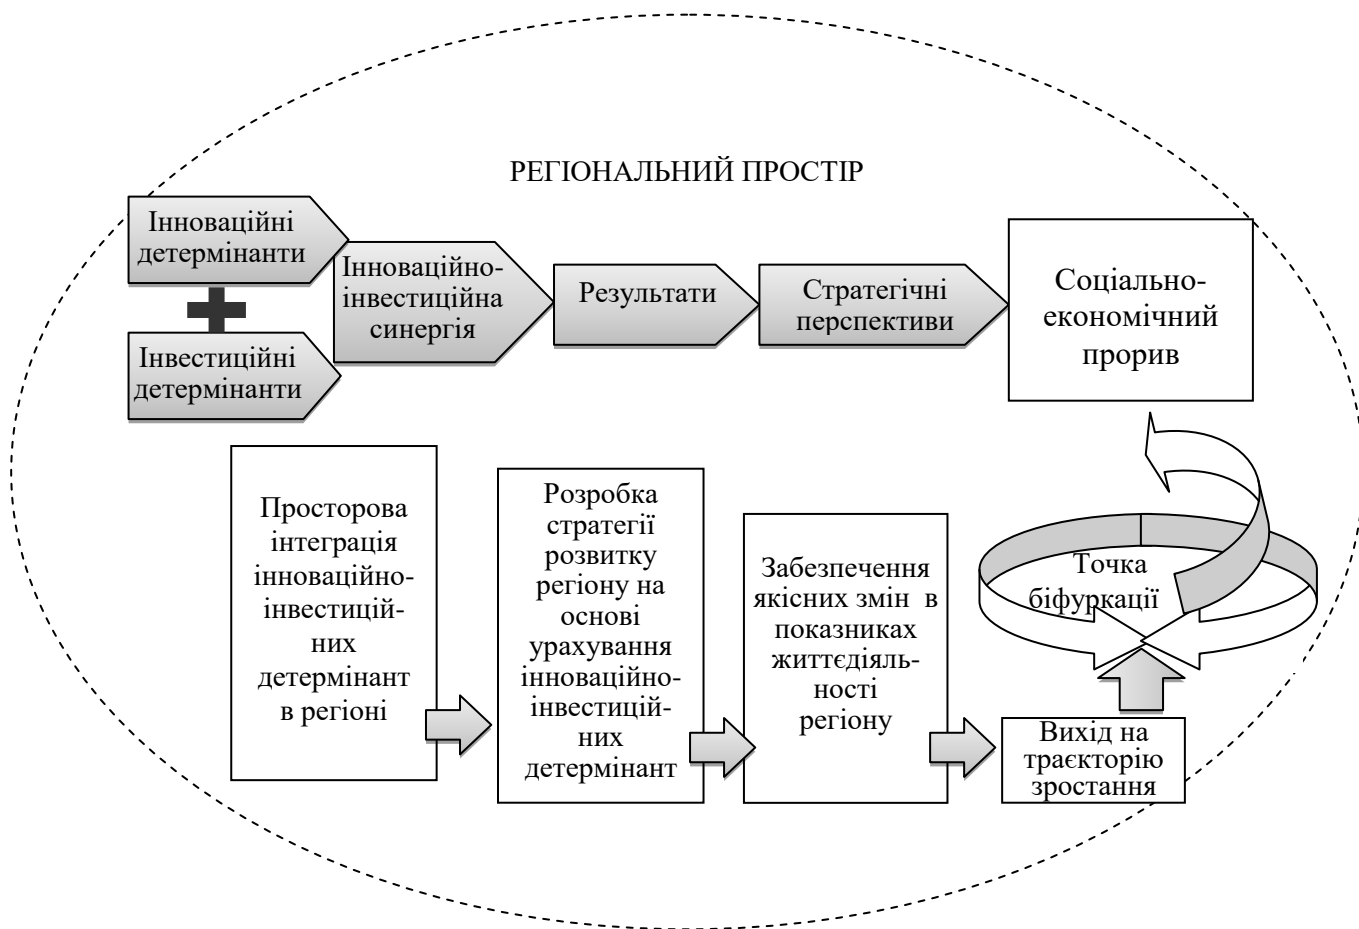 РЕГІОНАЛЬНИЙ ПРОСТІР
Інноваційні
детермінанти
Інвестиційні
детермінанти
Інноваційно-
інвестиційна
синергія
Результати
Стратегічні
перспективи
Соціально-
економічний
прорив
Просторова
інтеграція
інноваційно-
інвестицій-
них
детермінант
в регіоні
Розробка
стратегії
розвитку
регіону на
основі
урахування
інноваційно-
інвестицій-
них
детермінант
Забезпечення
якісних змін в
показниках
життєдіяль-
ності
регіону
Вихід на
траєкторію
зростання
Точка
біфуркації